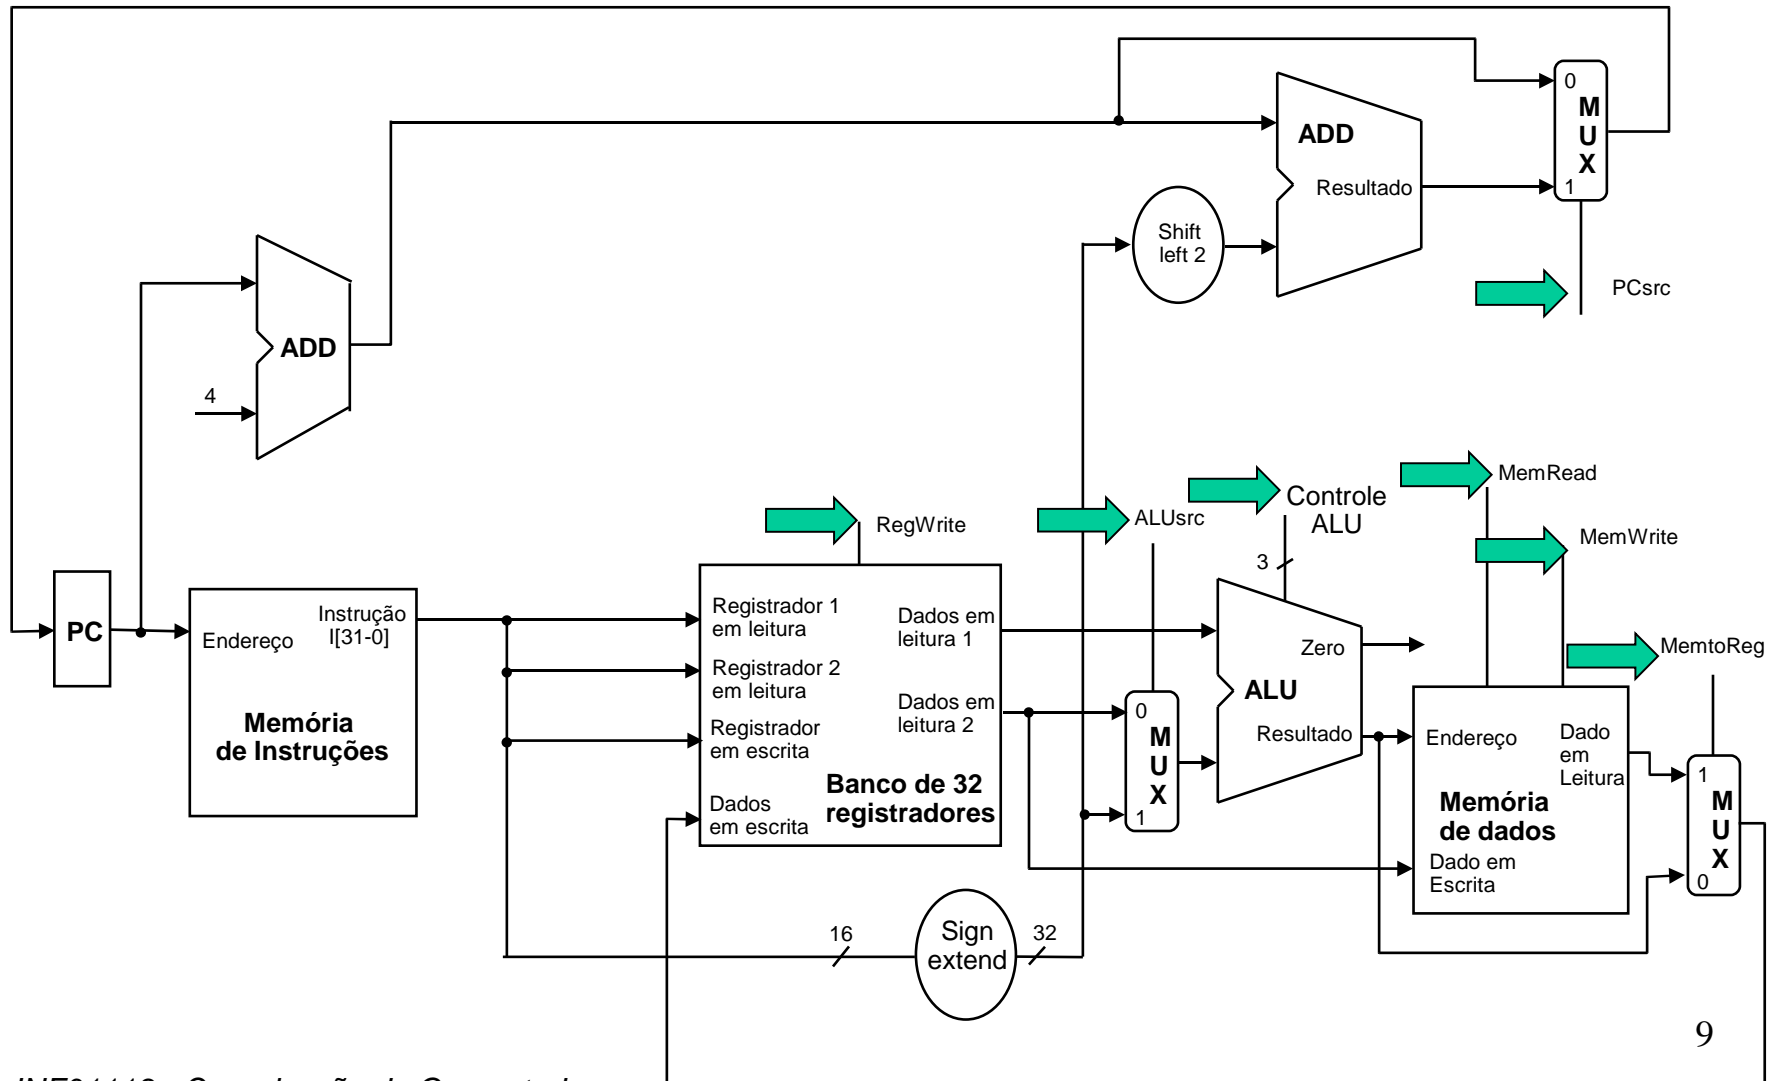 0
M
U
X
1
ADD
Resultado
Shift
left 2
PCsrc
ADD
4
MemRead
Controle
ALU
ALUsrc
RegWrite
MemWrite
3
PC
Endereço
Instrução
I[31-0]
Memória
de Instruções
Registrador 1
em leitura
Registrador 2
em leitura
Registrador
em escrita
Dados
em escrita
Dados em
leitura 1
Dados em
leitura 2
Banco de 32
registradores
0
M
U
X
1
Zero
ALU
Resultado
MemtoReg
Endereço
Dado
em
Leitura
Memória
de dados
Dado em
Escrita
1
M
U
X
0
16
Sign
extend
32
9